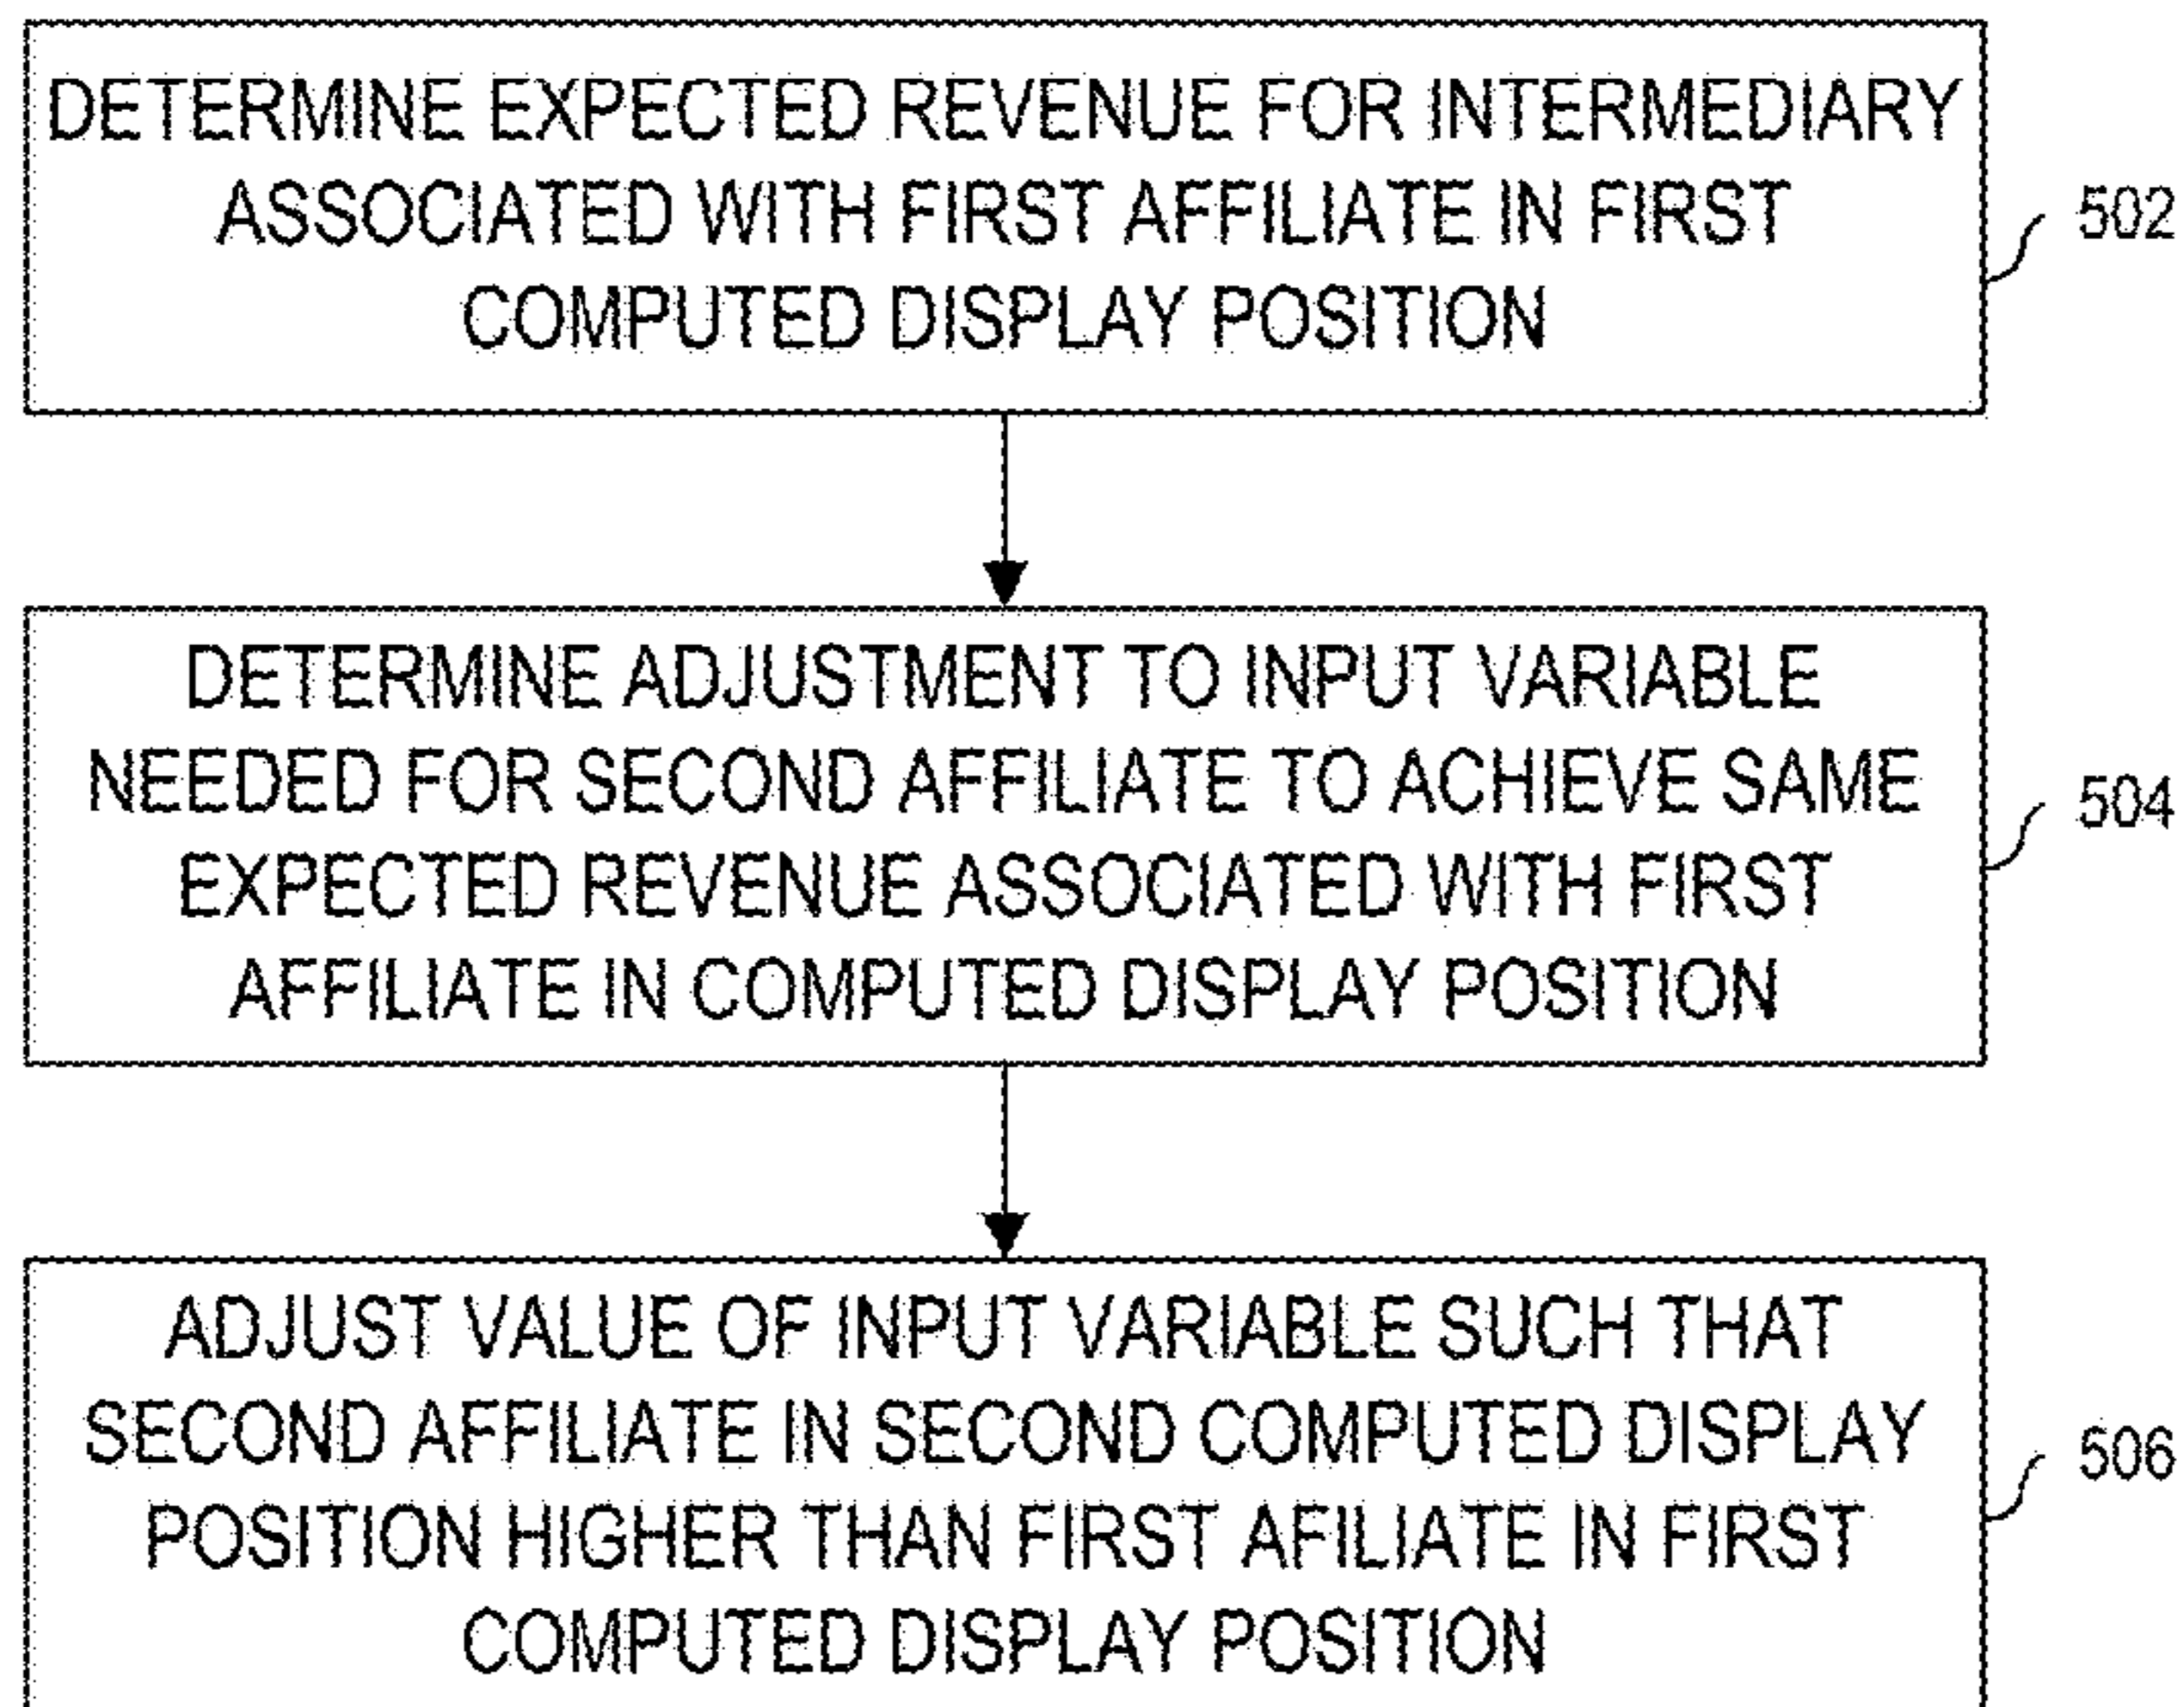 DETERMINE EXPECTED REVENUE FOR INTERMEDIARY
ASSOCIATED WITH FIRST AFFILIATE IN FIRST
COMPUTED DISPLAY POSITION
502
DETERMINE ADJUSTMENT TO INPUT VARIABLE
NEEDED FOR SECOND AFFILIATE TO ACHIEVE SAME
EXPECTED REVENUE ASSOCIATED WITH FIRST
AFFILIATE IN COMPUTED DISPLAY POSITION
504
ADJUST VALUE OF INPUT VARIABLE SUCH THAT
SECOND AFFILIATE IN SECOND COMPUTED DISPLAY
POSITION HIGHER THAN FIRST AFILIATE IN FIRST
COMPUTED DISPLAY POSITION
506